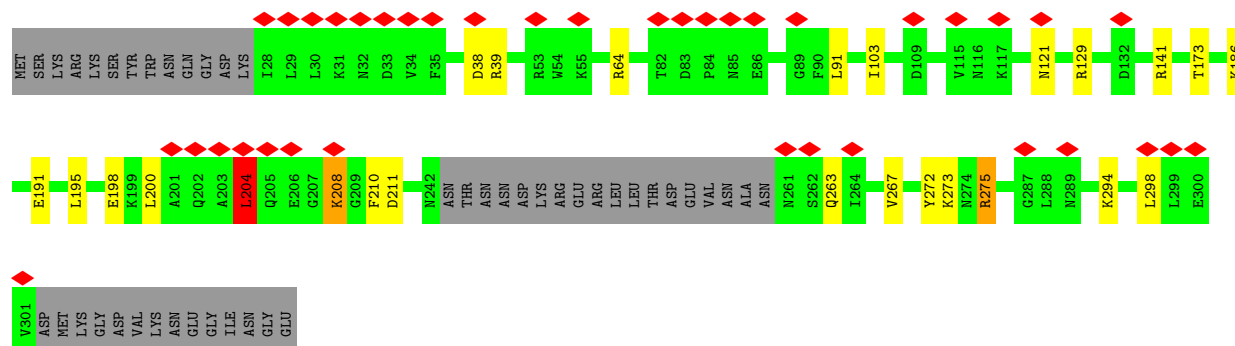 MET SER LYS ARG LYS SER TYR TRP ASN GLN GLY ASP LYS I28 L29 L30 K31 N32 D33 V34 F35 D38 R39 R53 W54 K55 R64 T82 D83 P84 N85 E86 G89 F90 L91 I103 D109 V115 N116 K117 N121 R129 D132 R141 T173 K186
E191 L195 E198 K199 L200 A201 Q202 A203 L204 Q205 E206 G207 K208 G209 F210 D211 N242 ASN THR ASN ASN ASP LYS ARG GLU ARG ARG LEU LEU THR ASP GLU VAL ASN ALA ASN N261 S262 Q263 I264 V267 Y272 K273 N274 R275 G287 L288 N289 K294 L298 L299 E300
V301 ASP MET LYS GLY ASP VAL LYS ASN GLU GLY ILE ASN GLY GLU